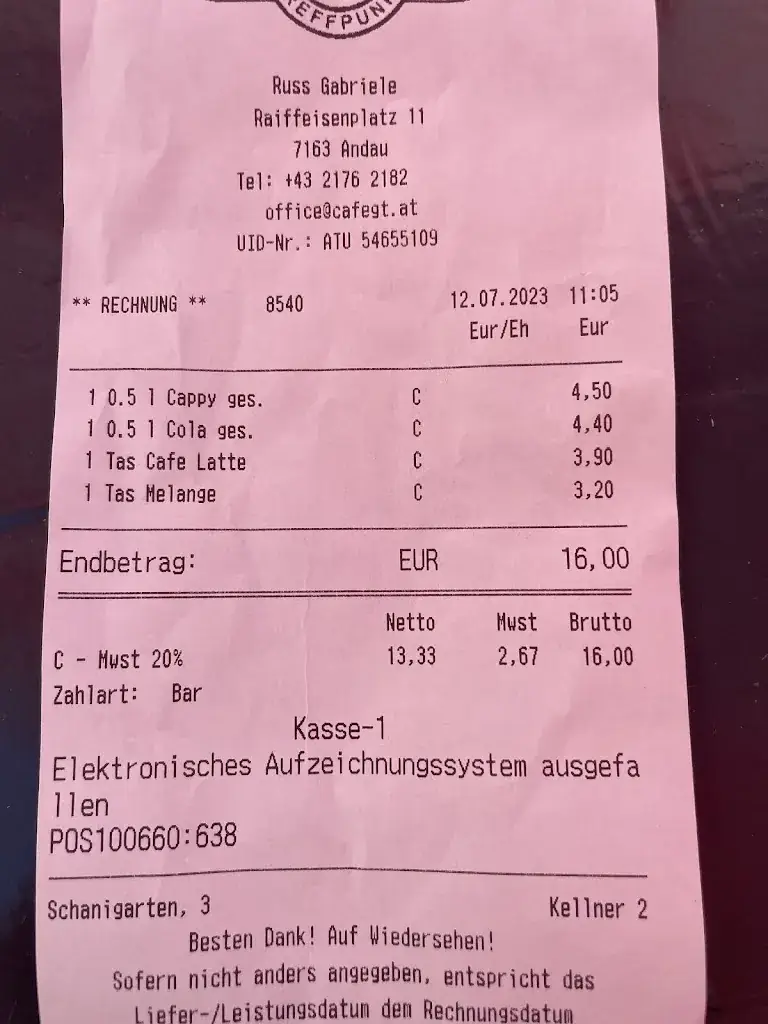 EFFPUN
Russ Gabriele
Raiffeisenplatz 11
7163 Andau
Tel: +43 2176 2182
office@cafegt.at
UID-Nr.: ATU 54655109
** RECHNUNG ** 8540 12.07.2023 11:05
Eur/Eh Eur
1 0.5 l Cappy ges. C 4,50
1 0.5 l Cola ges. C 4,40
1 Tas Cafe Latte C 3,90
1 Tas Melange C 3,20
Endbetrag: EUR 16,00
Netto Mwst Brutto
C - Mwst 20% 13,33 2,67 16,00
Zahlart: Bar
Kasse-1
Elektronisches Aufzeichnungssystem ausgefa
llen
POS100660:638
Schanigarten, 3 Kellner 2
Besten Dank! Auf Wiedersehen!
Sofern nicht anders angegeben, entspricht das
Liefer-/Leistungsdatum dem Rechnungsdatum